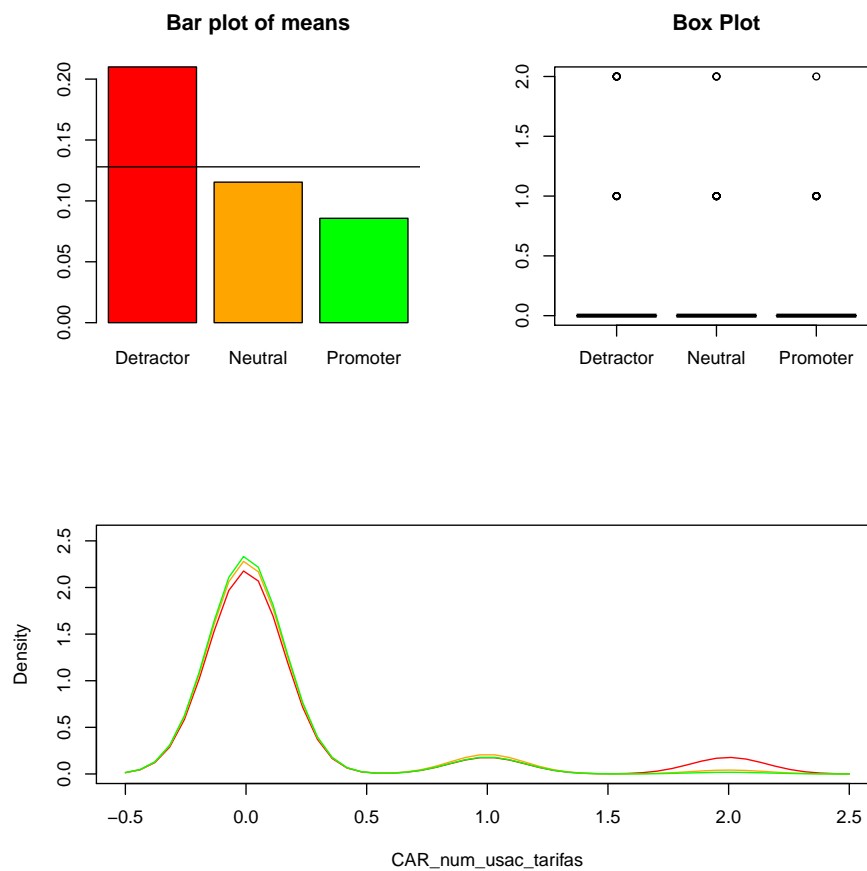 Bar plot of means
0.20
0.15
0.10
0.05
0.00
Detractor Neutral Promoter
Box Plot
2.0
1.5
1.0
0.5
0.0
Detractor Neutral Promoter
Density
2.5
2.0
1.5
1.0
0.5
0.0
−0.5 0.0 0.5 1.0 1.5 2.0 2.5
CAR_num_usac_tarifas